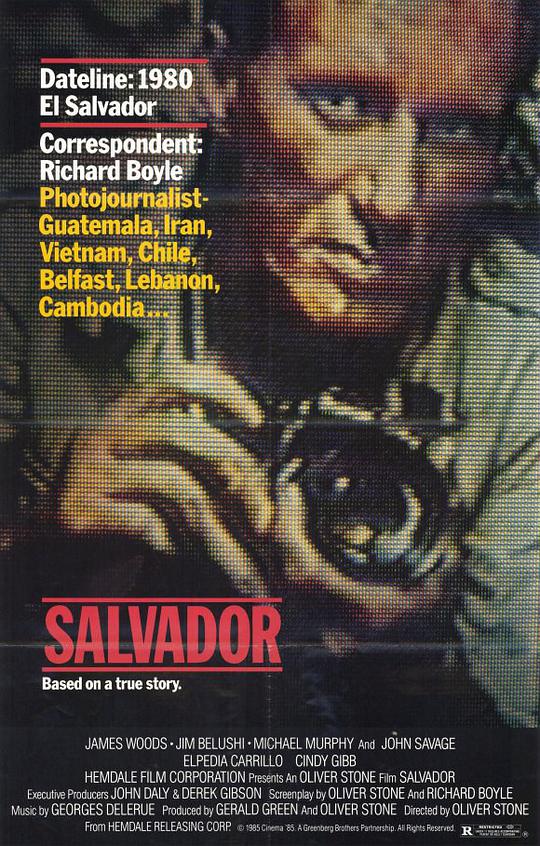 Dateline: 1980
El Salvador
Correspondent:
Richard Boyle
Photojournalist-
Guatemala, Iran,
Vietnam, Chile,
Belfast, Lebanon,
Cambodia...
SALVADOR
Based on a true story.
JAMES WOODS • JIM BELUSHI • MICHAEL MURPHY And JOHN SAVAGE
ELPEDIA CARRILLO CINDY GIBB
HEMDALE FILM CORPORATION Presents An OLIVER STONE Film SALVADOR
Executive Producers JOHN DALY & DEREK GIBSON Screenplay by OLIVER STONE And RICHARD BOYLE
Music by GEORGES DELERUE Produced by GERALD GREEN And OLIVER STONE Directed by OLIVER STONE
From HEMDALE RELEASING CORP © 1985 Cinema '85. A Greenberg Brothers Partnership. All Rights Reserved. R RESTRICTED